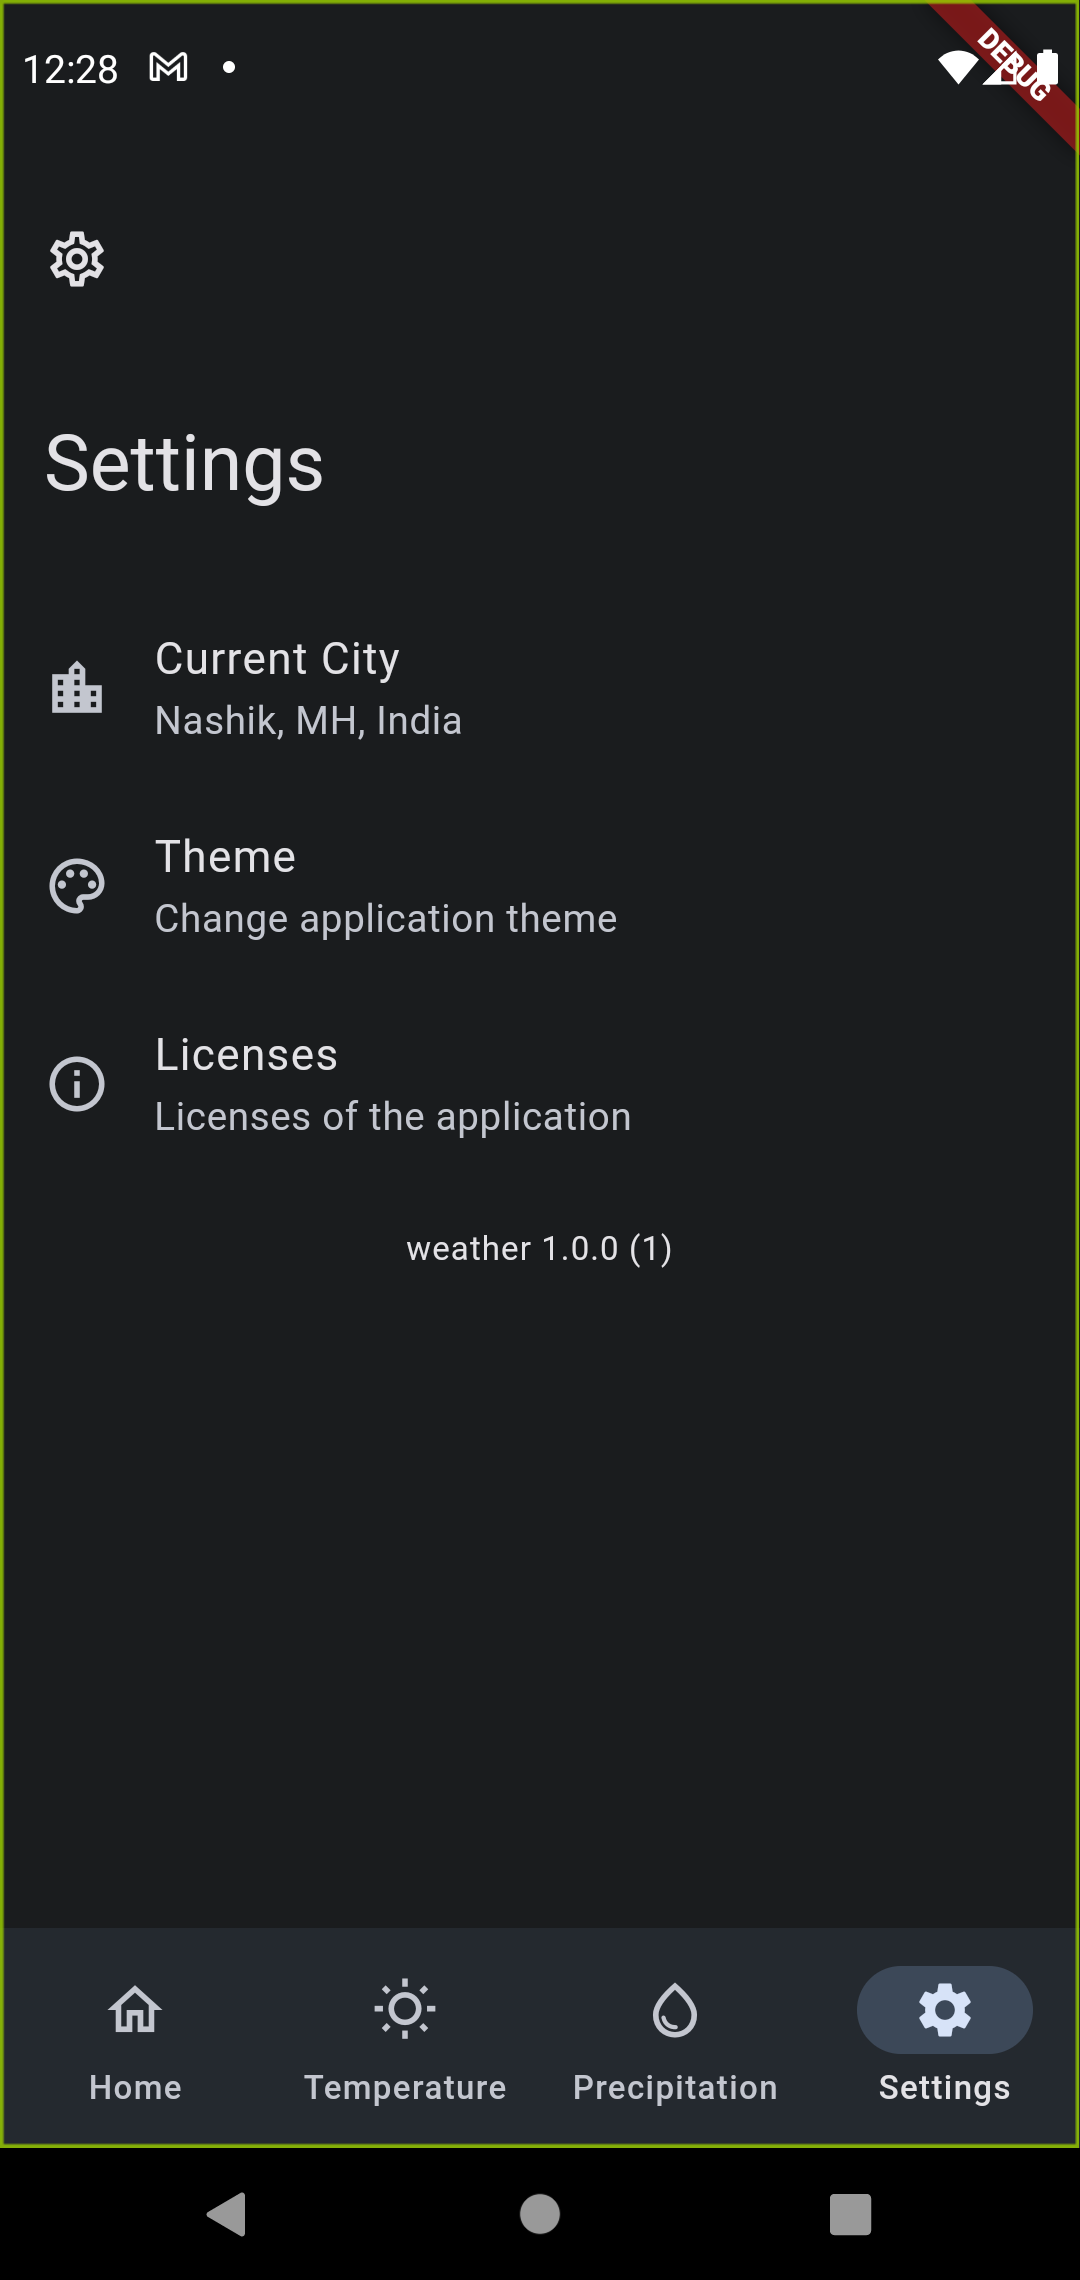 12:28
DEBUG
Settings
Current City
Nashik, MH, India
Theme
Change application theme
Licenses
Licenses of the application
weather 1.0.0 (1)
Home
Temperature
Precipitation
Settings